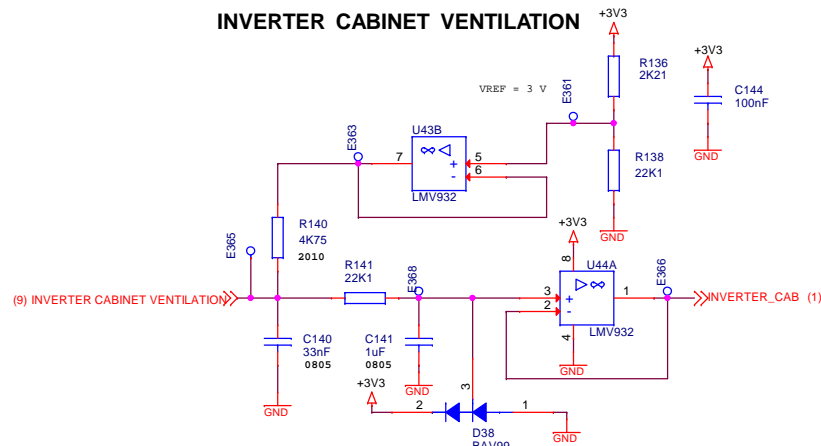 INVERTER CABINET VENTILATION
+3V3
R136
2K21
+3V3
C144
100nF
GND
VREF = 3 V
E361
E363
U43B
7
∞
+
-
5
6
LMV932
R138
22K1
GND
R140
4K75
2010
E365
R141
22K1
E368
+3V3
8
U44A
∞
E366
3
2
+
-
1
4
LMV932
GND
(9) INVERTER CABINET VENTILATION
INVERTER_CAB (1)
C140
33nF
0805
GND
C141
1uF
0805
GND
+3V3
2
3
1
GND
D38
BAV99